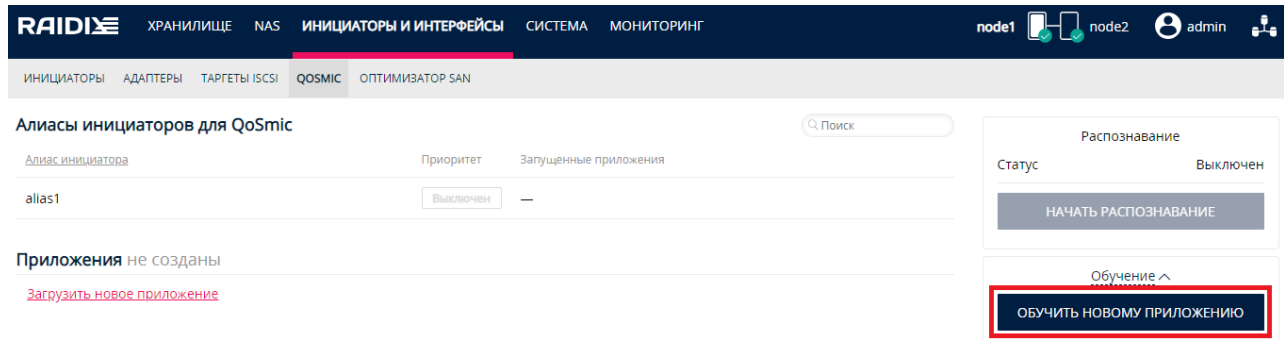 RAIDIX ХРАНИЛИЩЕ NAS ИНИЦИАТОРЫ И ИНТЕРФЕЙСЫ СИСТЕМА МОНИТОРИНГ node1 node2 admin
ИНИЦИАТОРЫ АДАПТЕРЫ ТАРГЕТЫ ISCSI QOSMIC ОПТИМИЗАТОР SAN
Алиасы инициаторов для QoSmic Поиск
Алиас инициатора Приоритет Запущенные приложения
alias1 Выключен —
Приложения не созданы
Загрузить новое приложение
Распознавание
Статус Выключен
НАЧАТЬ РАСПОЗНАВАНИЕ
Обучение
ОБУЧИТЬ НОВОМУ ПРИЛОЖЕНИЮ